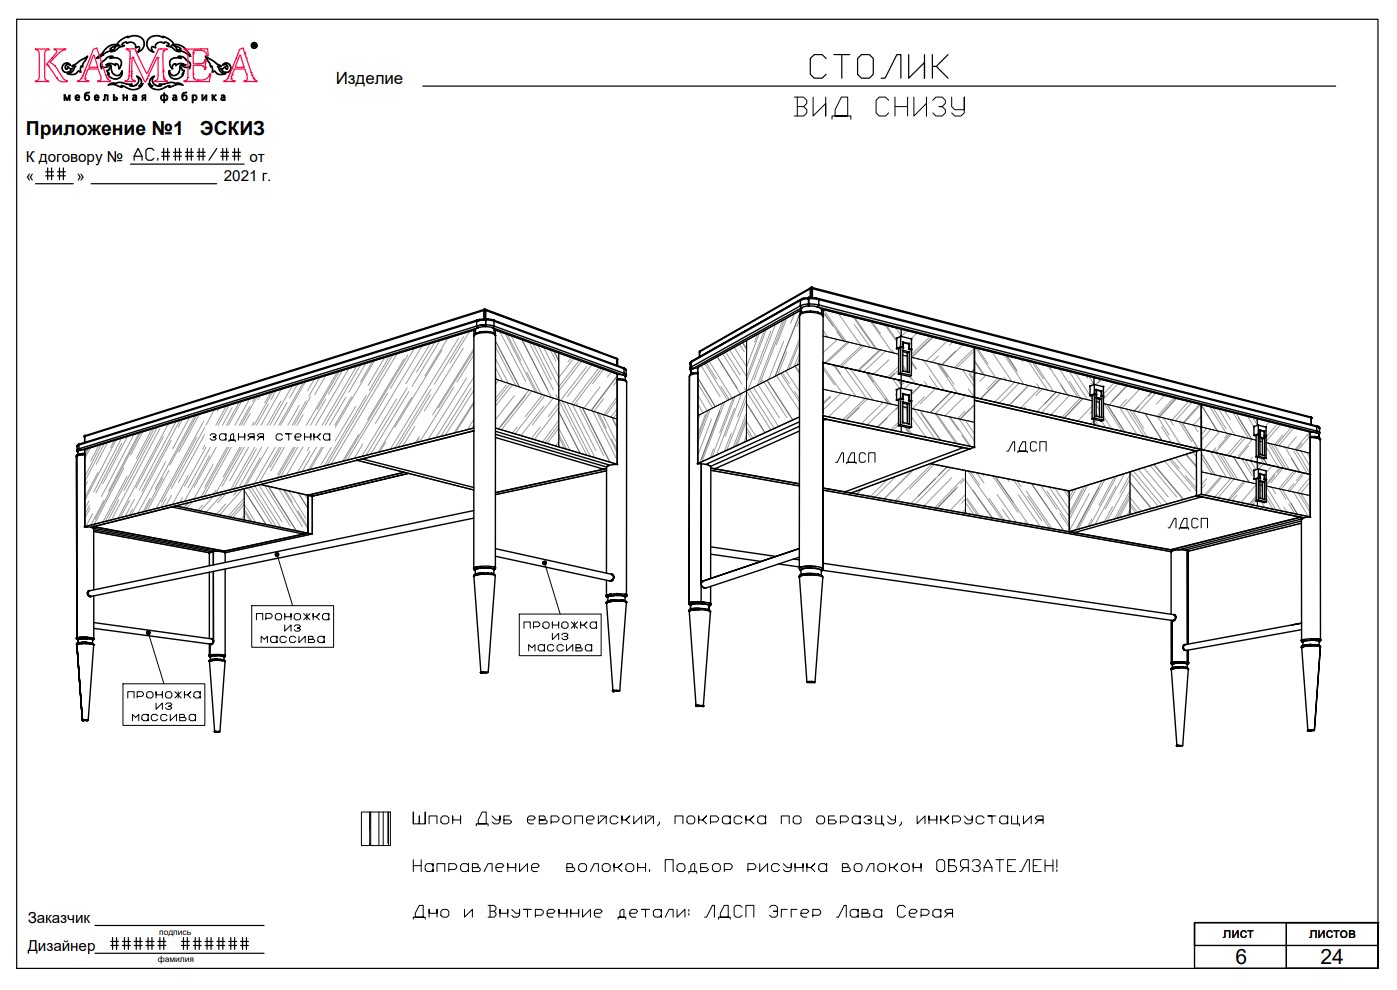 КАМЕА
мебельная фабрика
Изделие СТОЛИК
ВИД СНИЗУ
Приложение №1 ЭСКИЗ
К договору № АС.####/## от
« ## » 2021 г.
задняя стенка
ЛДСП
ЛДСП
ЛДСП
проножка
из
массива
проножка
из
массива
проножка
из
массива
Шпон Дуб европейский, покраска по образцу, инкрустация
Направление волокон. Подбор рисунка волокон ОБЯЗАТЕЛЕН!
Дно и Внутренние детали: ЛДСП Эггер Лава Серая
Заказчик
подпись
Дизайнер ##### ######
фамилия
ЛИСТ ЛИСТОВ
6 24